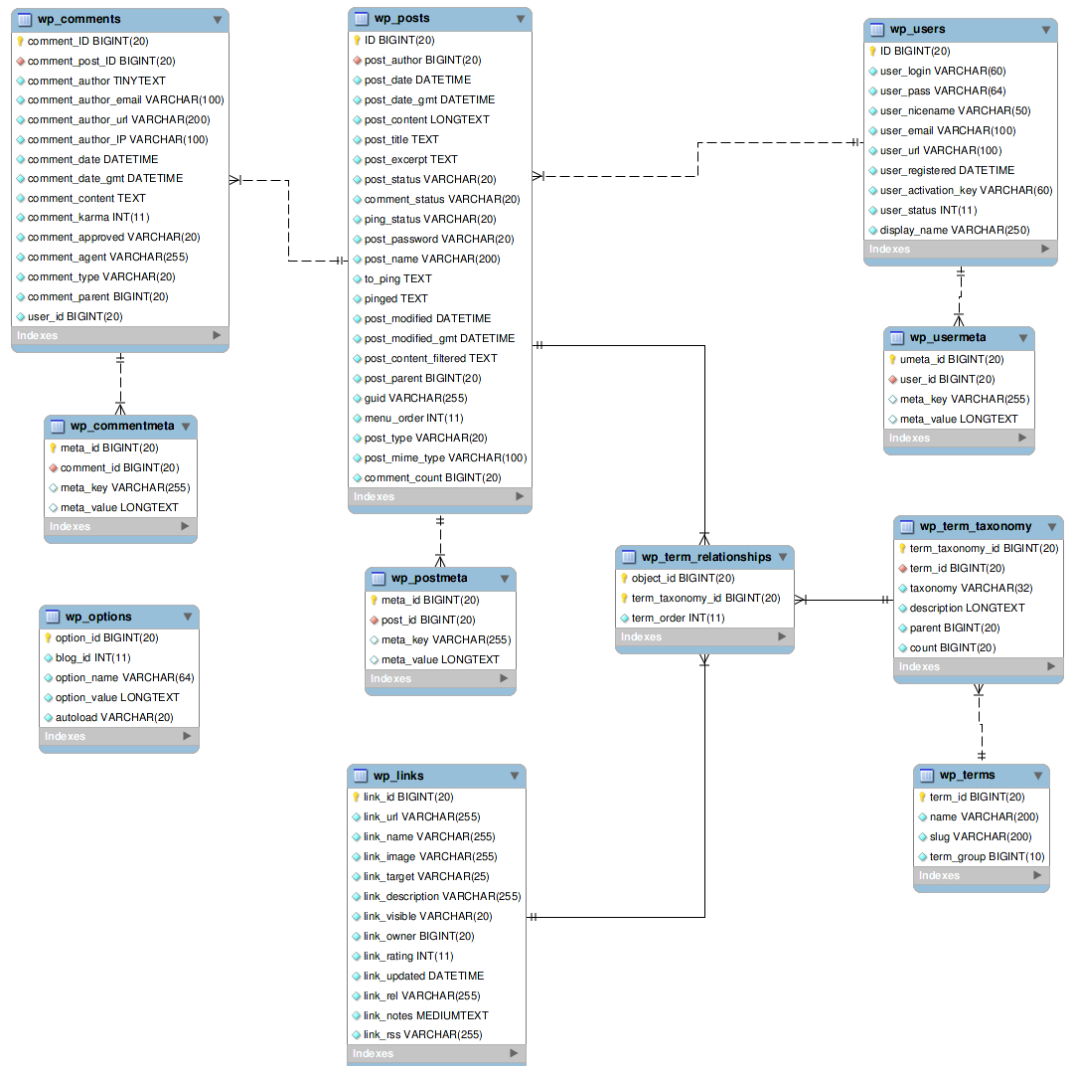 wp_comments
comment_ID BIGINT(20)
comment_post_ID BIGINT(20)
comment_author TINYTEXT
comment_author_email VARCHAR(100)
comment_author_url VARCHAR(200)
comment_author_IP VARCHAR(100)
comment_date DATETIME
comment_date_gmt DATETIME
comment_content TEXT
comment_karma INT(11)
comment_approved VARCHAR(20)
comment_agent VARCHAR(255)
comment_type VARCHAR(20)
comment_parent BIGINT(20)
user_id BIGINT(20)
Indexes
wp_posts
ID BIGINT(20)
post_author BIGINT(20)
post_date DATETIME
post_date_gmt DATETIME
post_content LONGTEXT
post_title TEXT
post_excerpt TEXT
post_status VARCHAR(20)
comment_status VARCHAR(20)
ping_status VARCHAR(20)
post_password VARCHAR(20)
post_name VARCHAR(200)
to_ping TEXT
pinged TEXT
post_modified DATETIME
post_modified_gmt DATETIME
post_content_filtered TEXT
post_parent BIGINT(20)
guid VARCHAR(255)
menu_order INT(11)
post_type VARCHAR(20)
post_mime_type VARCHAR(100)
comment_count BIGINT(20)
Indexes
wp_users
ID BIGINT(20)
user_login VARCHAR(60)
user_pass VARCHAR(64)
user_nicename VARCHAR(50)
user_email VARCHAR(100)
user_url VARCHAR(100)
user_registered DATETIME
user_activation_key VARCHAR(60)
user_status INT(11)
display_name VARCHAR(250)
Indexes
wp_usermeta
umeta_id BIGINT(20)
user_id BIGINT(20)
meta_key VARCHAR(255)
meta_value LONGTEXT
Indexes
wp_commentmeta
meta_id BIGINT(20)
comment_id BIGINT(20)
meta_key VARCHAR(255)
meta_value LONGTEXT
Indexes
wp_postmeta
meta_id BIGINT(20)
post_id BIGINT(20)
meta_key VARCHAR(255)
meta_value LONGTEXT
Indexes
wp_term_relationships
object_id BIGINT(20)
term_taxonomy_id BIGINT(20)
term_order INT(11)
Indexes
wp_term_taxonomy
term_taxonomy_id BIGINT(20)
term_id BIGINT(20)
taxonomy VARCHAR(32)
description LONGTEXT
parent BIGINT(20)
count BIGINT(20)
Indexes
wp_options
option_id BIGINT(20)
blog_id INT(11)
option_name VARCHAR(64)
option_value LONGTEXT
autoload VARCHAR(20)
Indexes
wp_links
link_id BIGINT(20)
link_url VARCHAR(255)
link_name VARCHAR(255)
link_image VARCHAR(255)
link_target VARCHAR(25)
link_description VARCHAR(255)
link_visible VARCHAR(20)
link_owner BIGINT(20)
link_rating INT(11)
link_updated DATETIME
link_rel VARCHAR(255)
link_notes MEDIUMTEXT
link_rss VARCHAR(255)
Indexes
wp_terms
term_id BIGINT(20)
name VARCHAR(200)
slug VARCHAR(200)
term_group BIGINT(10)
Indexes